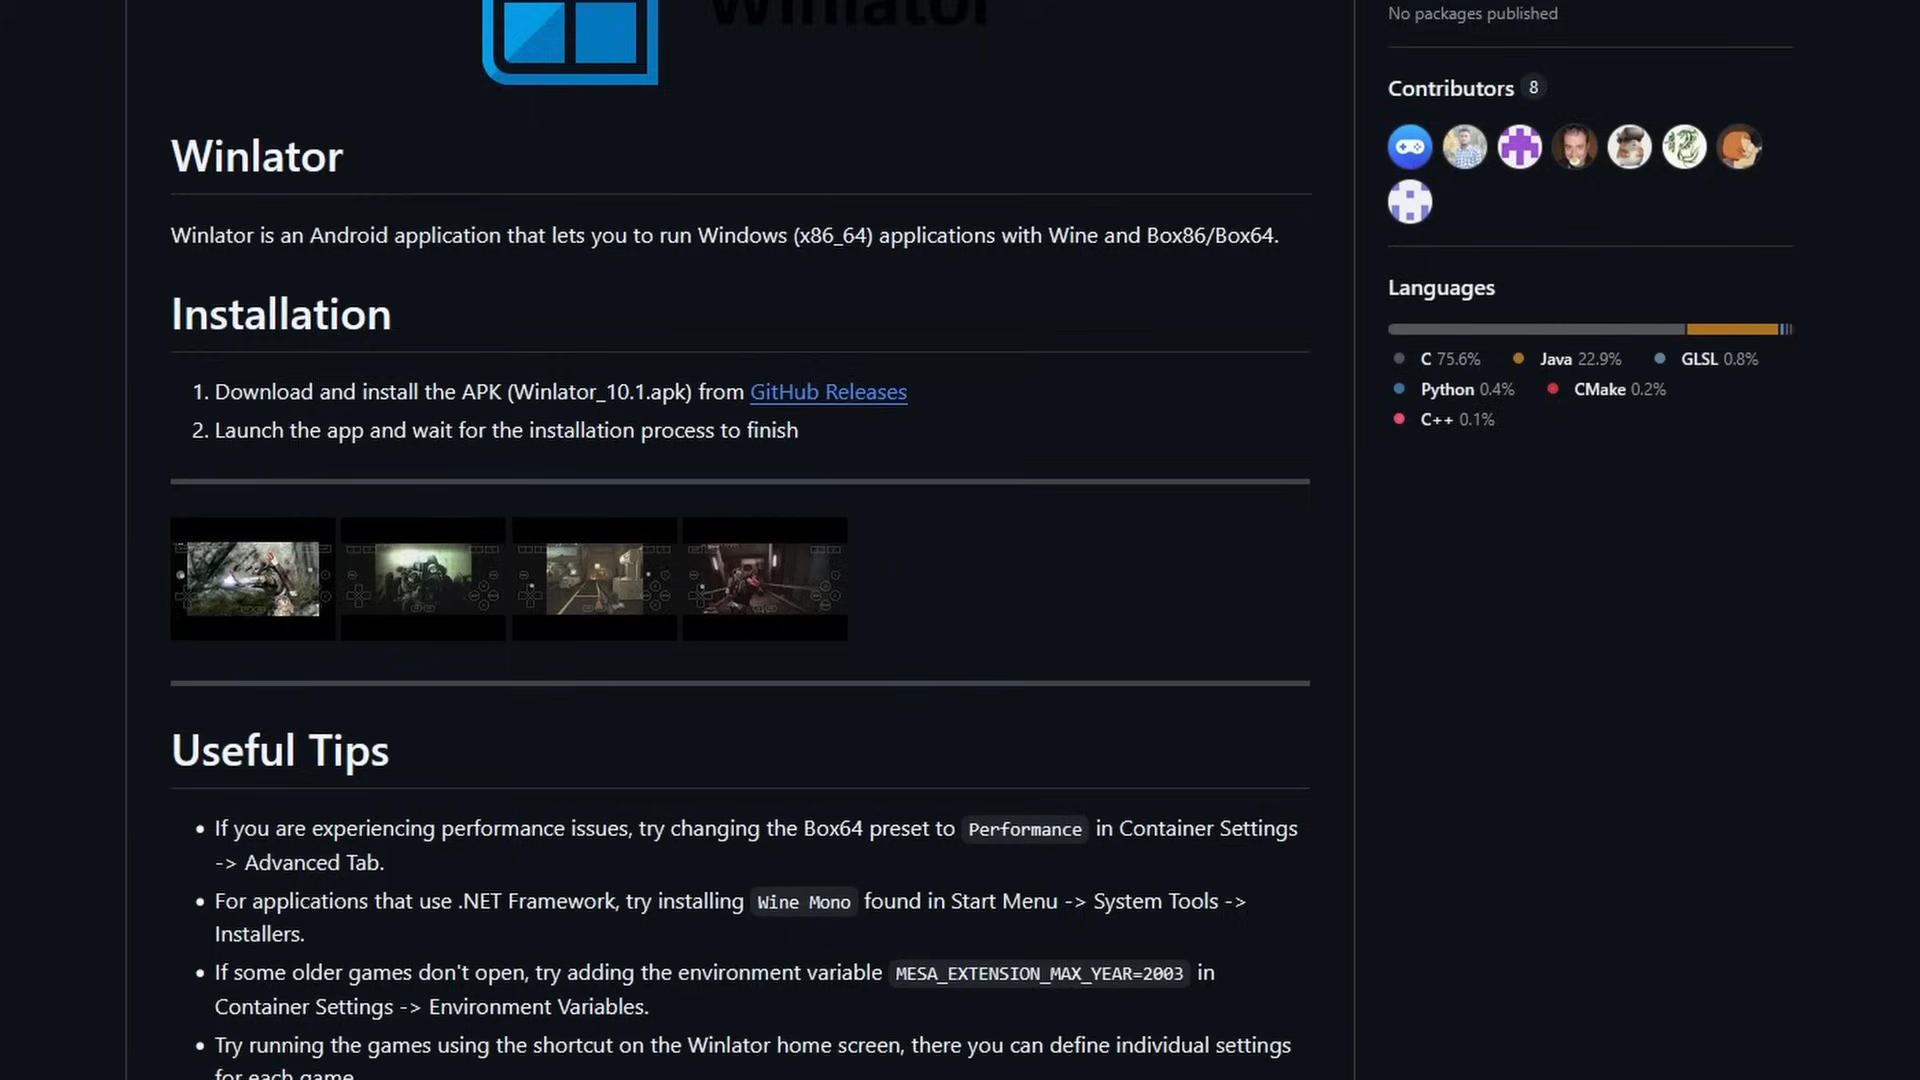 Winlator
No packages published
Contributors 8
Winlator
Winlator is an Android application that lets you to run Windows (x86_64) applications with Wine and Box86/Box64.
Installation
Languages
C 75.6% Java 22.9% GLSL 0.8%
Python 0.4% CMake 0.2%
C++ 0.1%
1. Download and install the APK (Winlator_10.1.apk) from GitHub Releases
2. Launch the app and wait for the installation process to finish
Useful Tips
• If you are experiencing performance issues, try changing the Box64 preset to Performance in Container Settings
-> Advanced Tab.
• For applications that use .NET Framework, try installing Wine Mono found in Start Menu -> System Tools ->
Installers.
• If some older games don't open, try adding the environment variable MESA_EXTENSION_MAX_YEAR=2003 in
Container Settings -> Environment Variables.
• Try running the games using the shortcut on the Winlator home screen, there you can define individual settings
for each game.